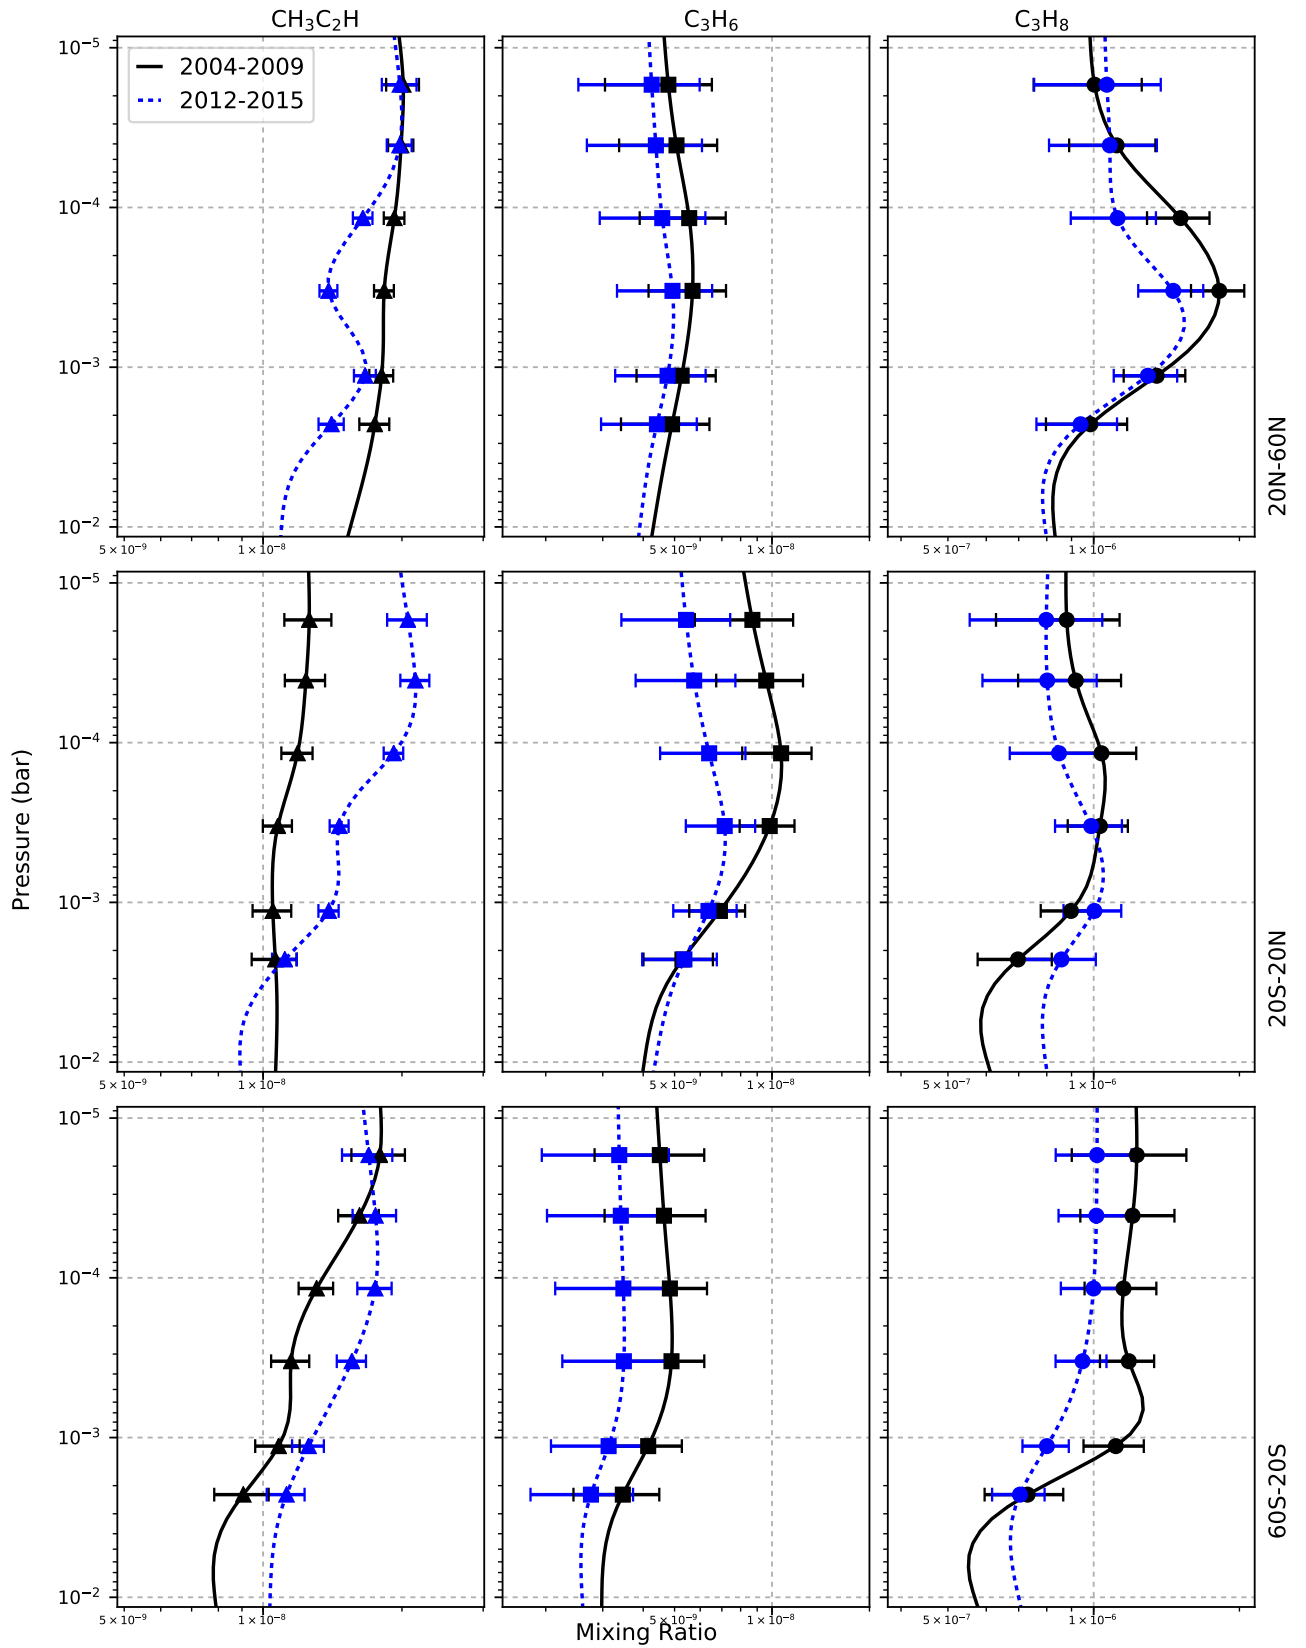 CH₃C₂H C₃H₆ C₃H₈
2004-2009
2012-2015
10⁻⁵
10⁻⁴
10⁻³
10⁻²
5×10⁻⁹ 1×10⁻⁸ 5×10⁻⁹ 1×10⁻⁸ 5×10⁻⁷ 1×10⁻⁶
20N-60N
10⁻⁵
10⁻⁴
10⁻³
10⁻²
5×10⁻⁹ 1×10⁻⁸ 5×10⁻⁹ 1×10⁻⁸ 5×10⁻⁷ 1×10⁻⁶
20S-20N
Pressure (bar)
10⁻⁵
10⁻⁴
10⁻³
10⁻²
5×10⁻⁹ 1×10⁻⁸ 5×10⁻⁹ 1×10⁻⁸ 5×10⁻⁷ 1×10⁻⁶
60S-20S
Mixing Ratio